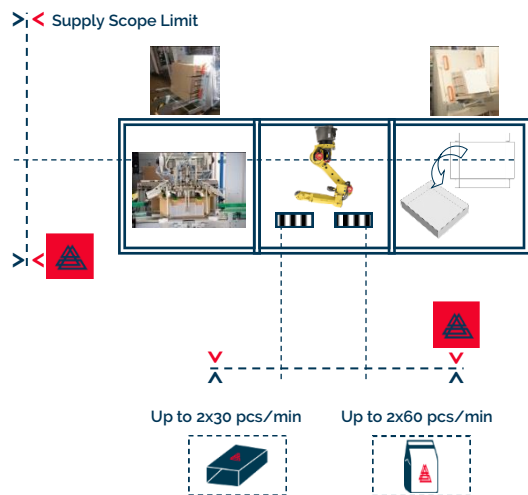 Supply Scope Limit
Up to 2x30 pcs/min
Up to 2x60 pcs/min